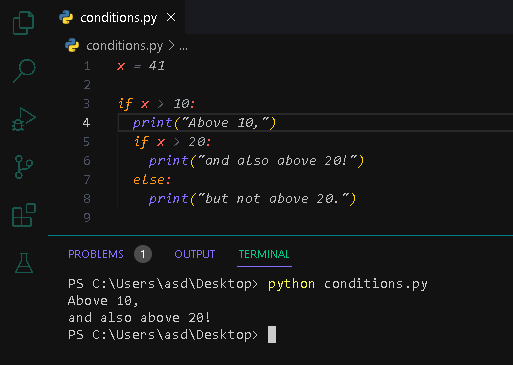 conditions.py ×
conditions.py > ...
1 x = 41
2
3 if x > 10:
4 print("Above 10,")
5 if x > 20:
6 print("and also above 20!")
7 else:
8 print("but not above 20.")
9
PROBLEMS 1 OUTPUT TERMINAL
PS C:\Users\asd\Desktop> python conditions.py
Above 10,
and also above 20!
PS C:\Users\asd\Desktop>